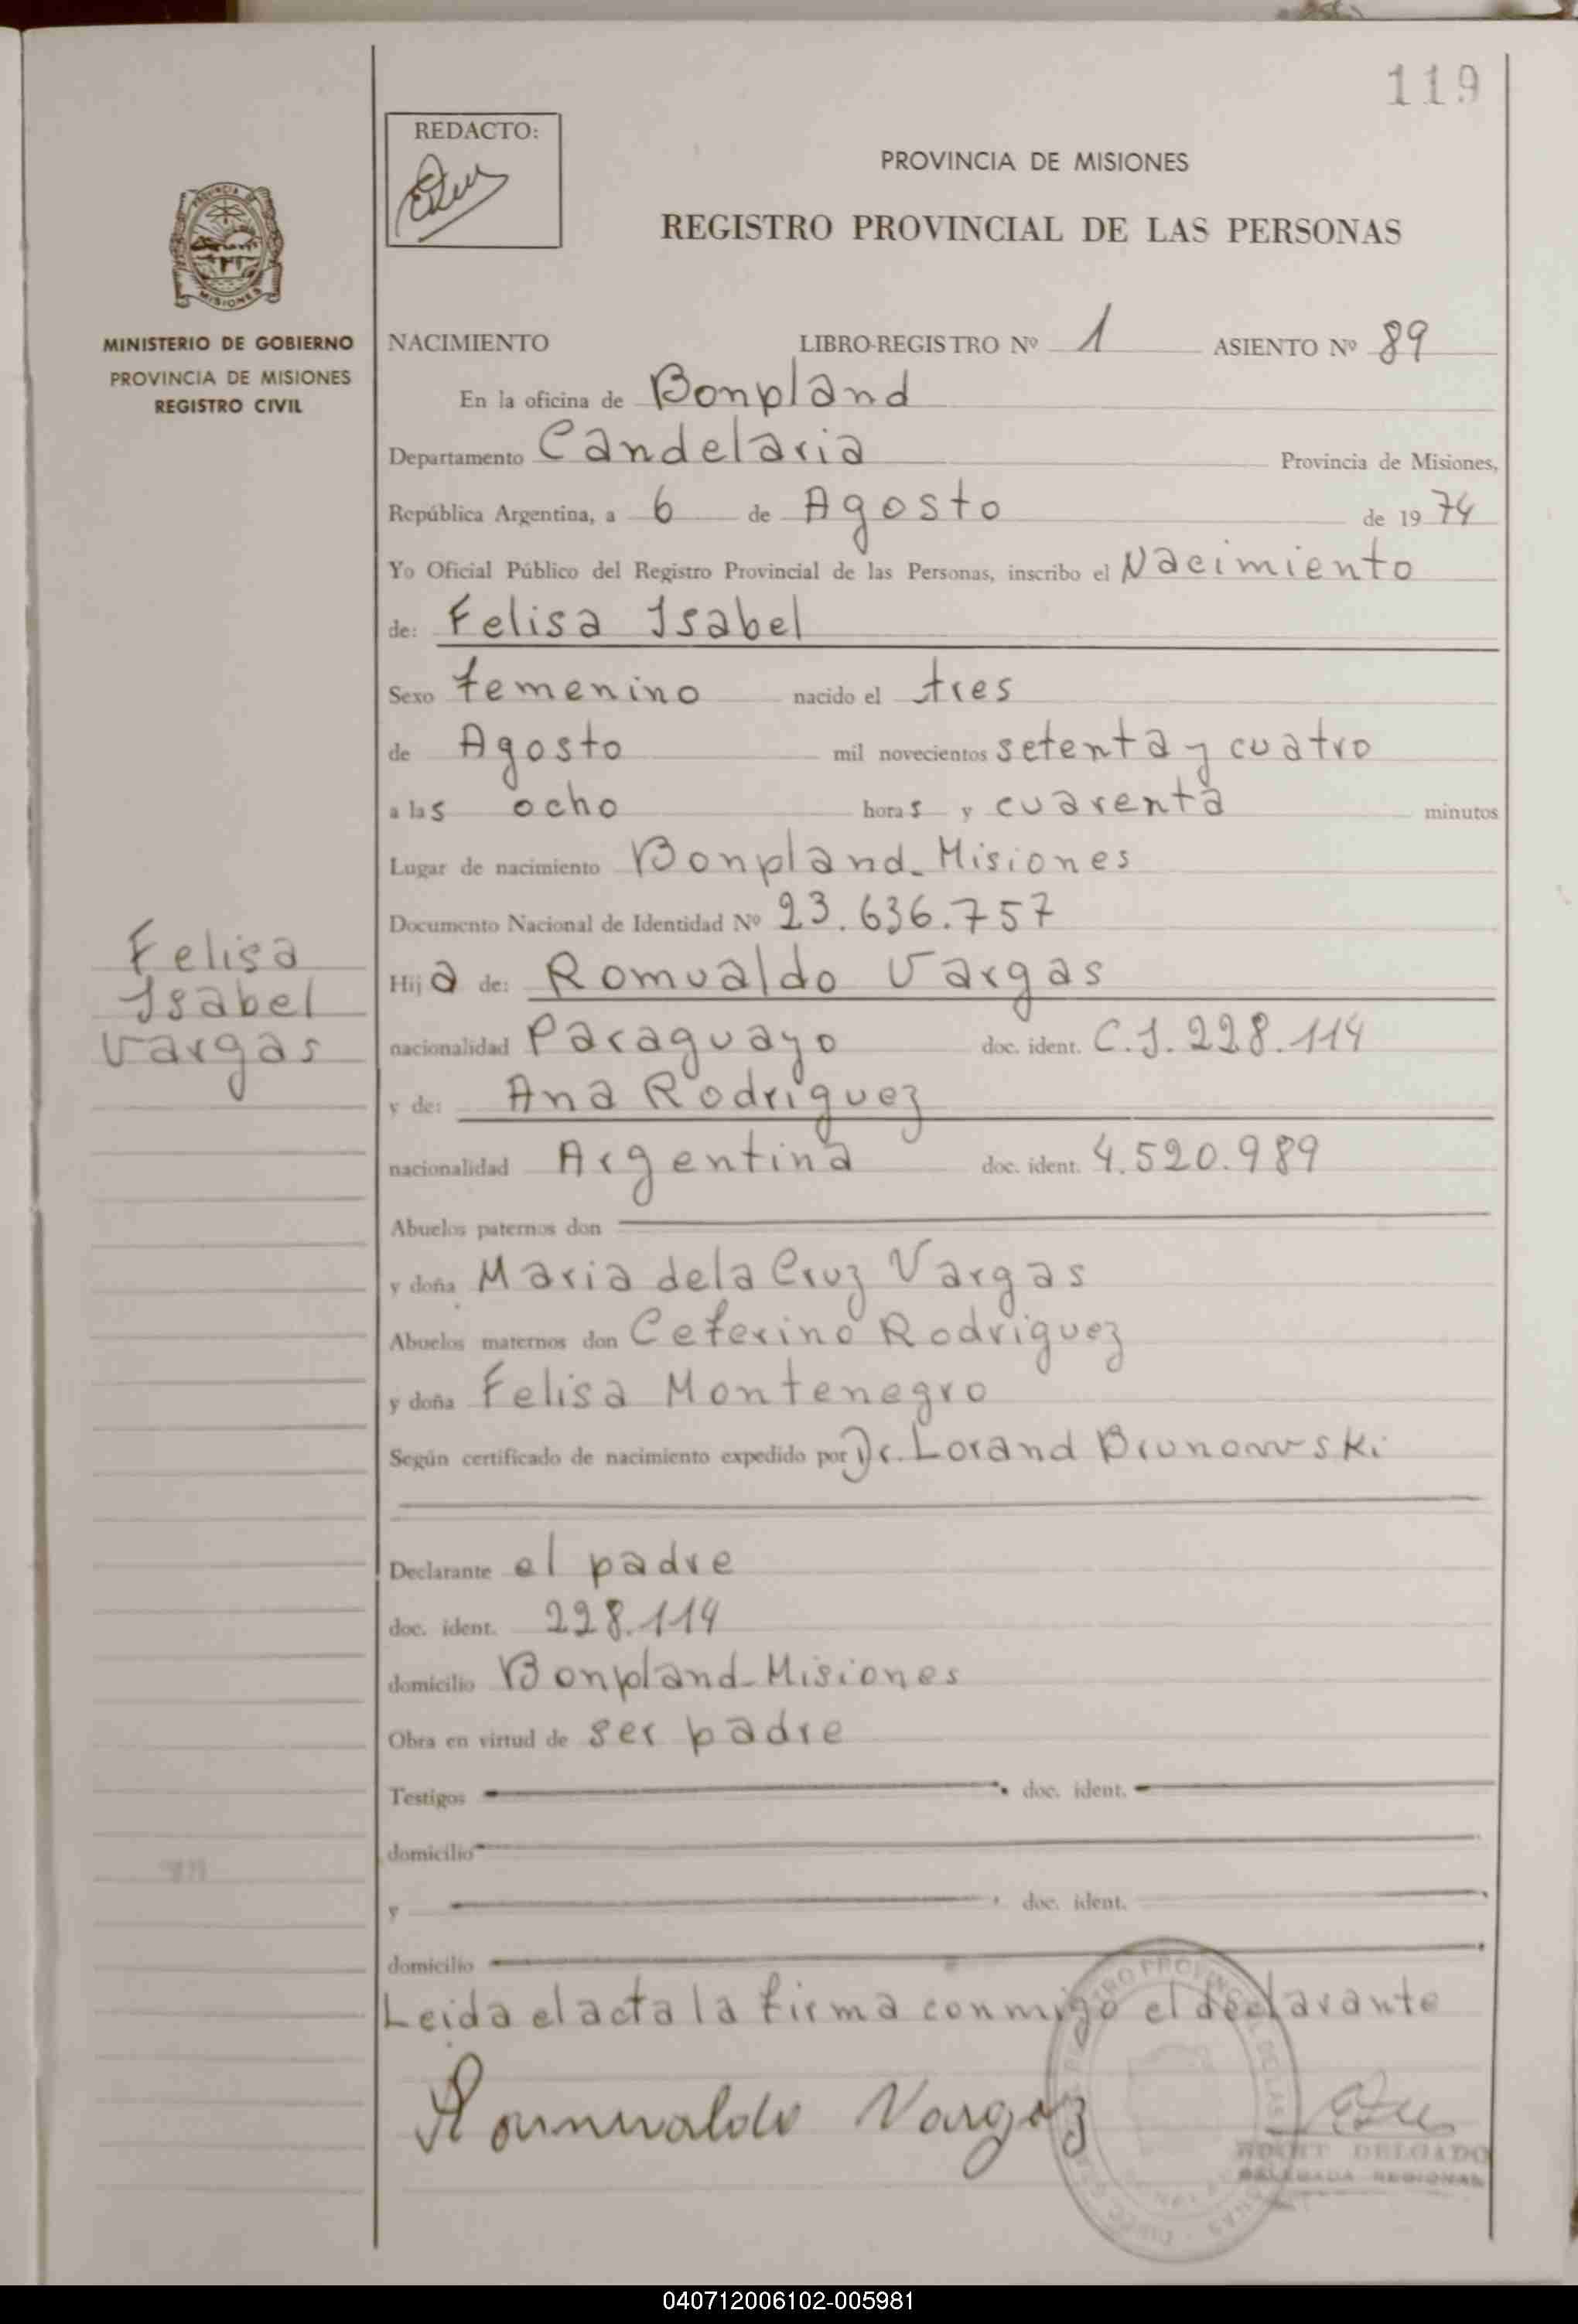 119
REDACTO:
PROVINCIA DE MISIONES
REGISTRO PROVINCIAL DE LAS PERSONAS
MISIONES
MINISTERIO DE GOBIERNO
PROVINCIA DE MISIONES
REGISTRO CIVIL
NACIMIENTO LIBRO-REGISTRO Nº 1 ASIENTO Nº 89
En la oficina de Bonpland
Departamento Candelaria Provincia de Misiones,
República Argentina, a 6 de Agosto de 1974
Yo Oficial Público del Registro Provincial de las Personas, inscribo el Nacimiento
de: Felisa Isabel
Sexo femenino nacido el tres
de Agosto mil novecientos setenta y cuatro
a las ocho horas y cuarenta minutos
Lugar de nacimiento Bonpland-Misiones
Documento Nacional de Identidad Nº 23.636.757
Felisa
Isabel
Vargas
Hija de: Romualdo Vargas
nacionalidad Paraguayo doc. ident. C.I. 228.114
y de: Ana Rodriguez
nacionalidad Argentina doc. ident. 4.520.989
Abuelos paternos don
y doña Maria dela Cruz Vargas
Abuelos maternos don Ceferino Rodriguez
y doña Felisa Montenegro
Según certificado de nacimiento expedido por Dr. Lorand Brunowski
Declarante el padre
doc. ident. 228.114
domicilio Bonpland-Misiones
Obra en virtud de ser padre
Testigos doc. ident.
domicilio
y doc. ident.
domicilio
Leida el acta la firma conmigo el declarante
Romualdo Vargaz
DELGADO
DELEGADA REGIONAL
040712006102-005981